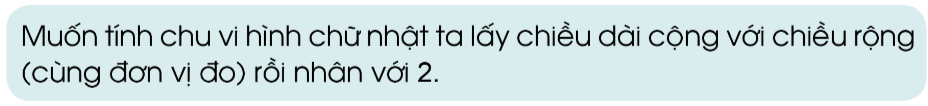 Muốn tính chu vi hình chữ nhật ta lấy chiều dài cộng với chiều rộng
(cùng đơn vị đo) rồi nhân với 2.